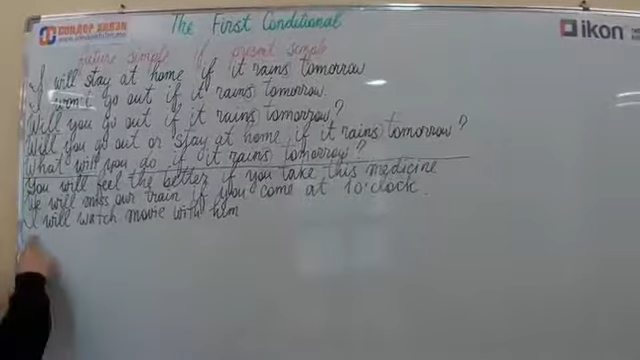 The First Conditional
ikon
future simple if present simple
I will stay at home if it rains tomorrow
I won't go out if it rains tomorrow.
Will you go out if it rains tomorrow?
Will you go out or stay at home if it rains tomorrow?
What will you go if it rains tomorrow?
You will feel the better if you take this medicine
We will miss our train if you come at 10 o'clock.
I will watch movie with him